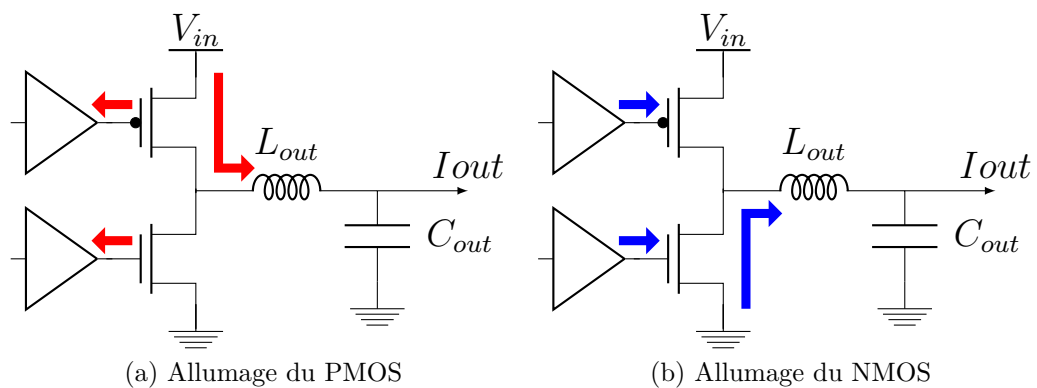 V_in V_in
L_out L_out
Iout Iout
C_out C_out
(a) Allumage du PMOS (b) Allumage du NMOS